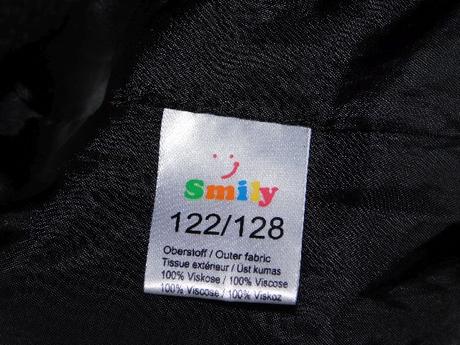 Smily
122/128
Oberstoff / Outer fabric
Tissue extérieur / Üst kumas
100% Viskose / 100% Viscose
100% Viscose / 100% Viskoz